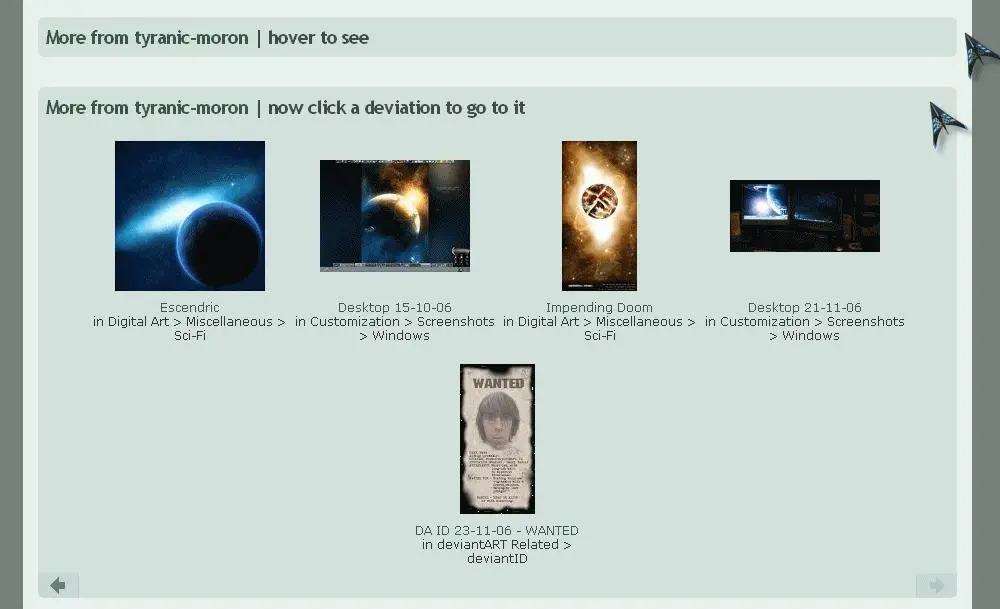 More from tyranic-moron | hover to see
More from tyranic-moron | now click a deviation to go to it
Escendric
in Digital Art > Miscellaneous >
Sci-Fi
Desktop 15-10-06
in Customization > Screenshots
> Windows
Impending Doom
in Digital Art > Miscellaneous >
Sci-Fi
Desktop 21-11-06
in Customization > Screenshots
> Windows
WANTED
DA ID 23-11-06 - WANTED
in deviantART Related >
deviantID